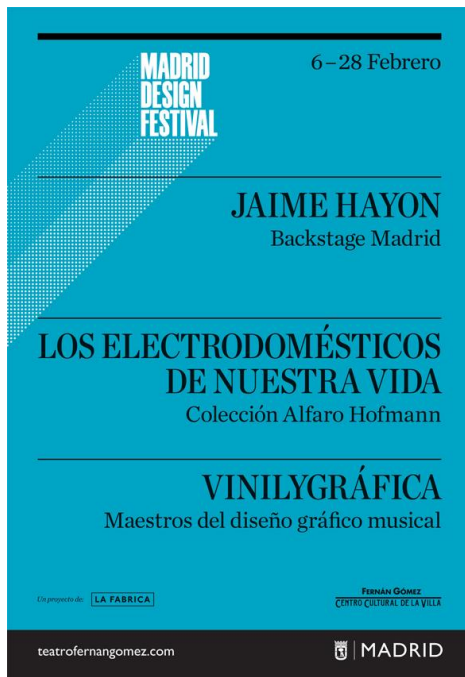 MADRID
DESIGN
FESTIVAL
6–28 Febrero
JAIME HAYON
Backstage Madrid
LOS ELECTRODOMÉSTICOS
DE NUESTRA VIDA
Colección Alfaro Hofmann
VINILYGRÁFICA
Maestros del diseño gráfico musical
Un proyecto de: LA FABRICA
FERNÁN GÓMEZ
CENTRO CULTURAL DE LA VILLA
teatrofernangomez.com
MADRID